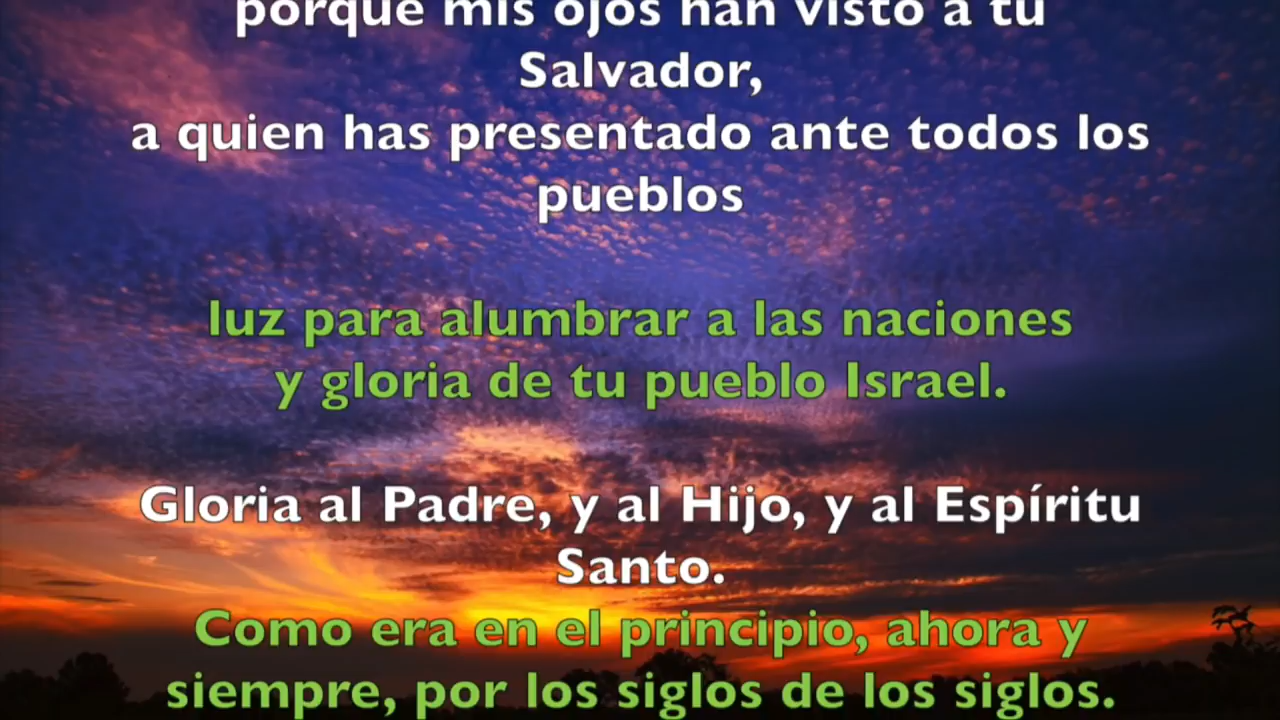 porque mis ojos han visto a tu
Salvador,
a quien has presentado ante todos los
pueblos
luz para alumbrar a las naciones
y gloria de tu pueblo Israel.
Gloria al Padre, y al Hijo, y al Espíritu
Santo.
Como era en el principio, ahora y
siempre, por los siglos de los siglos.